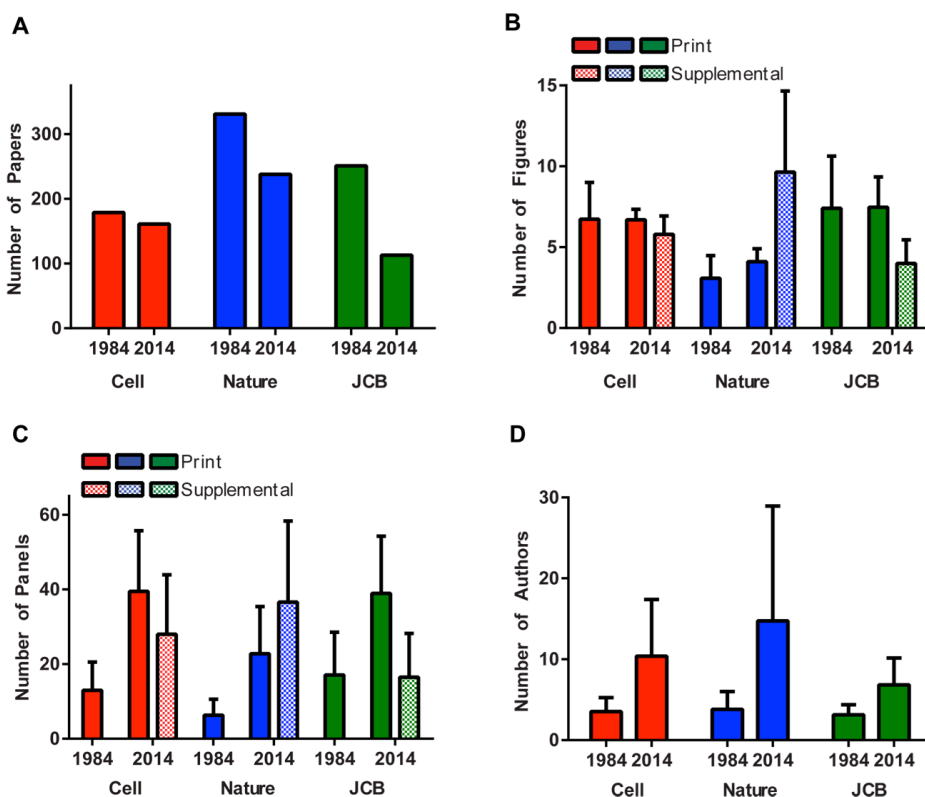 A
Number of Papers
300
200
100
0
1984 2014 1984 2014 1984 2014
Cell Nature JCB
B
Print
Supplemental
Number of Figures
15
10
5
0
1984 2014 1984 2014 1984 2014
Cell Nature JCB
C
Print
Supplemental
Number of Panels
60
40
20
0
1984 2014 1984 2014 1984 2014
Cell Nature JCB
D
Number of Authors
30
20
10
0
1984 2014 1984 2014 1984 2014
Cell Nature JCB